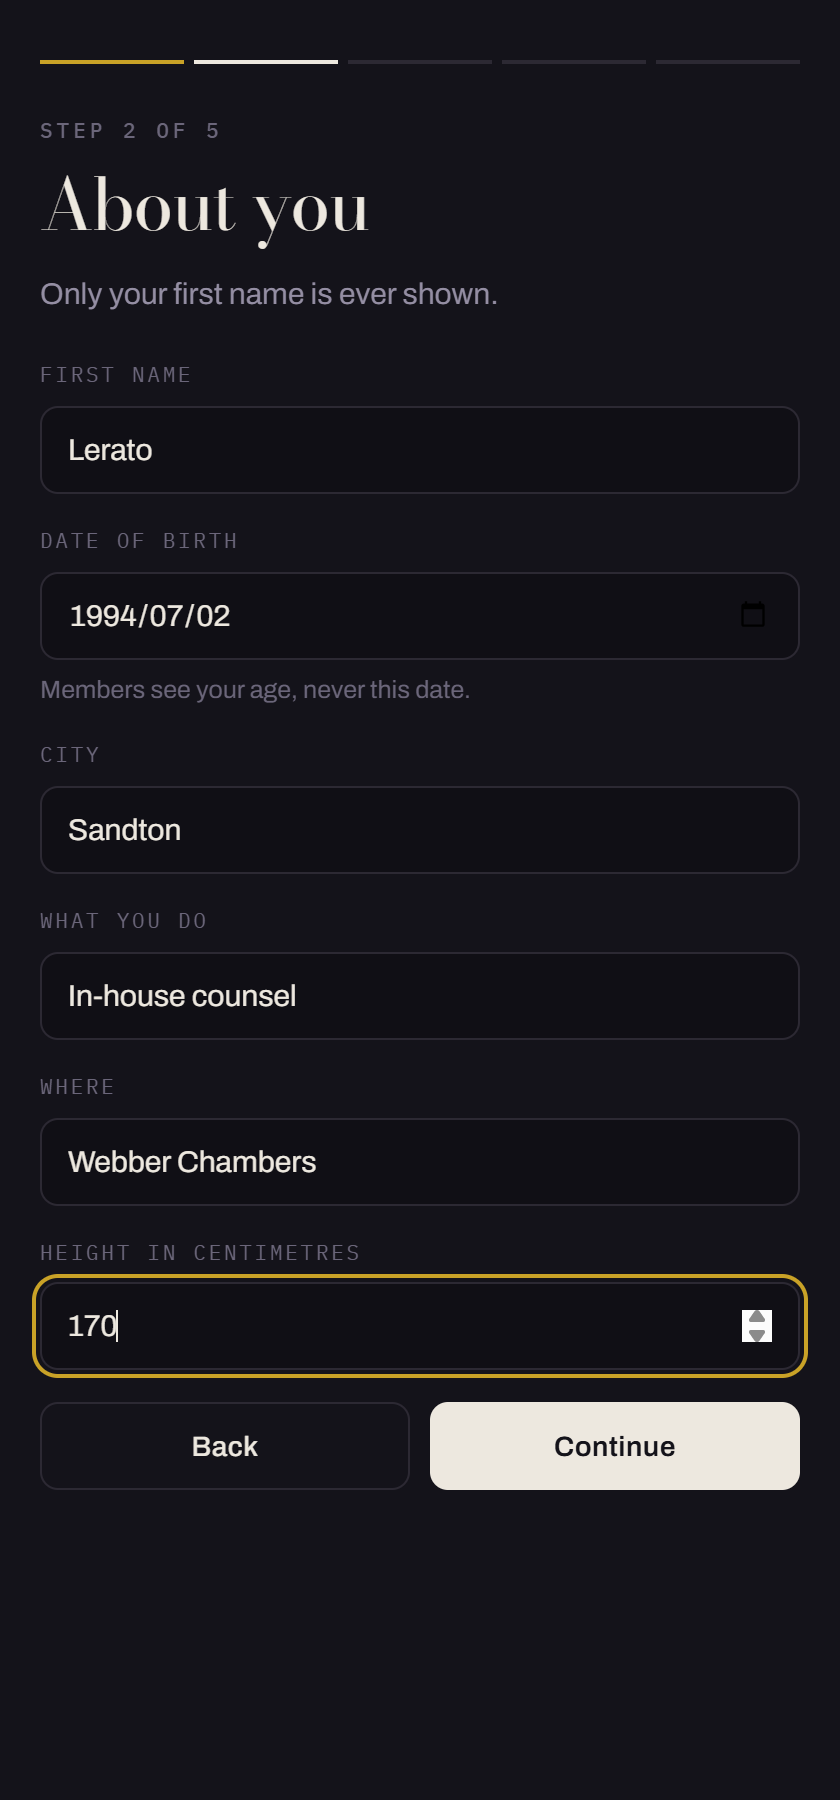 STEP 2 OF 5
About you
Only your first name is ever shown.
FIRST NAME
Lerato
DATE OF BIRTH
1994/07/02
Members see your age, never this date.
CITY
Sandton
WHAT YOU DO
In-house counsel
WHERE
Webber Chambers
HEIGHT IN CENTIMETRES
170
Back Continue